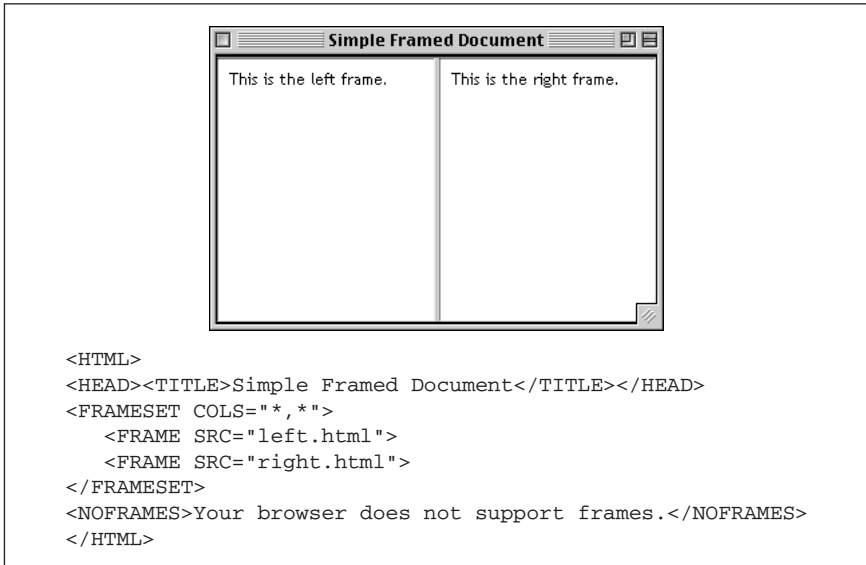 Simple Framed Document
This is the left frame.
This is the right frame.
<HTML>
<HEAD><TITLE>Simple Framed Document</TITLE></HEAD>
<FRAMESET COLS="*,*">
   <FRAME SRC="left.html">
   <FRAME SRC="right.html">
</FRAMESET>
<NOFRAMES>Your browser does not support frames.</NOFRAMES>
</HTML>